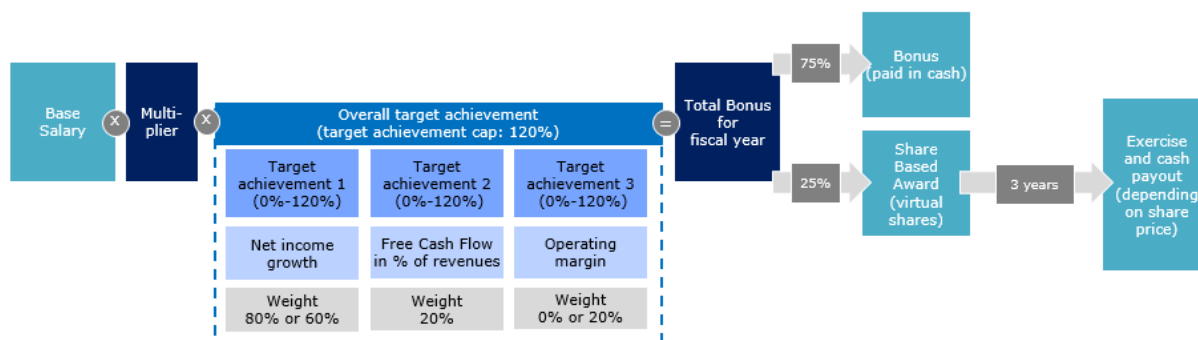 Base
Salary
X
Multi-
plier
X
Overall target achievement
(target achievement cap: 120%)
Target
achievement 1
(0%-120%)
Target
achievement 2
(0%-120%)
Target
achievement 3
(0%-120%)
Net income
growth
Free Cash Flow
in % of revenues
Operating
margin
Weight
80% or 60%
Weight
20%
Weight
0% or 20%
=
Total Bonus
for
fiscal year
75%
Bonus
(paid in cash)
25%
Share
Based
Award
(virtual
shares)
3 years
Exercise
and cash
payout
(depending
on share
price)